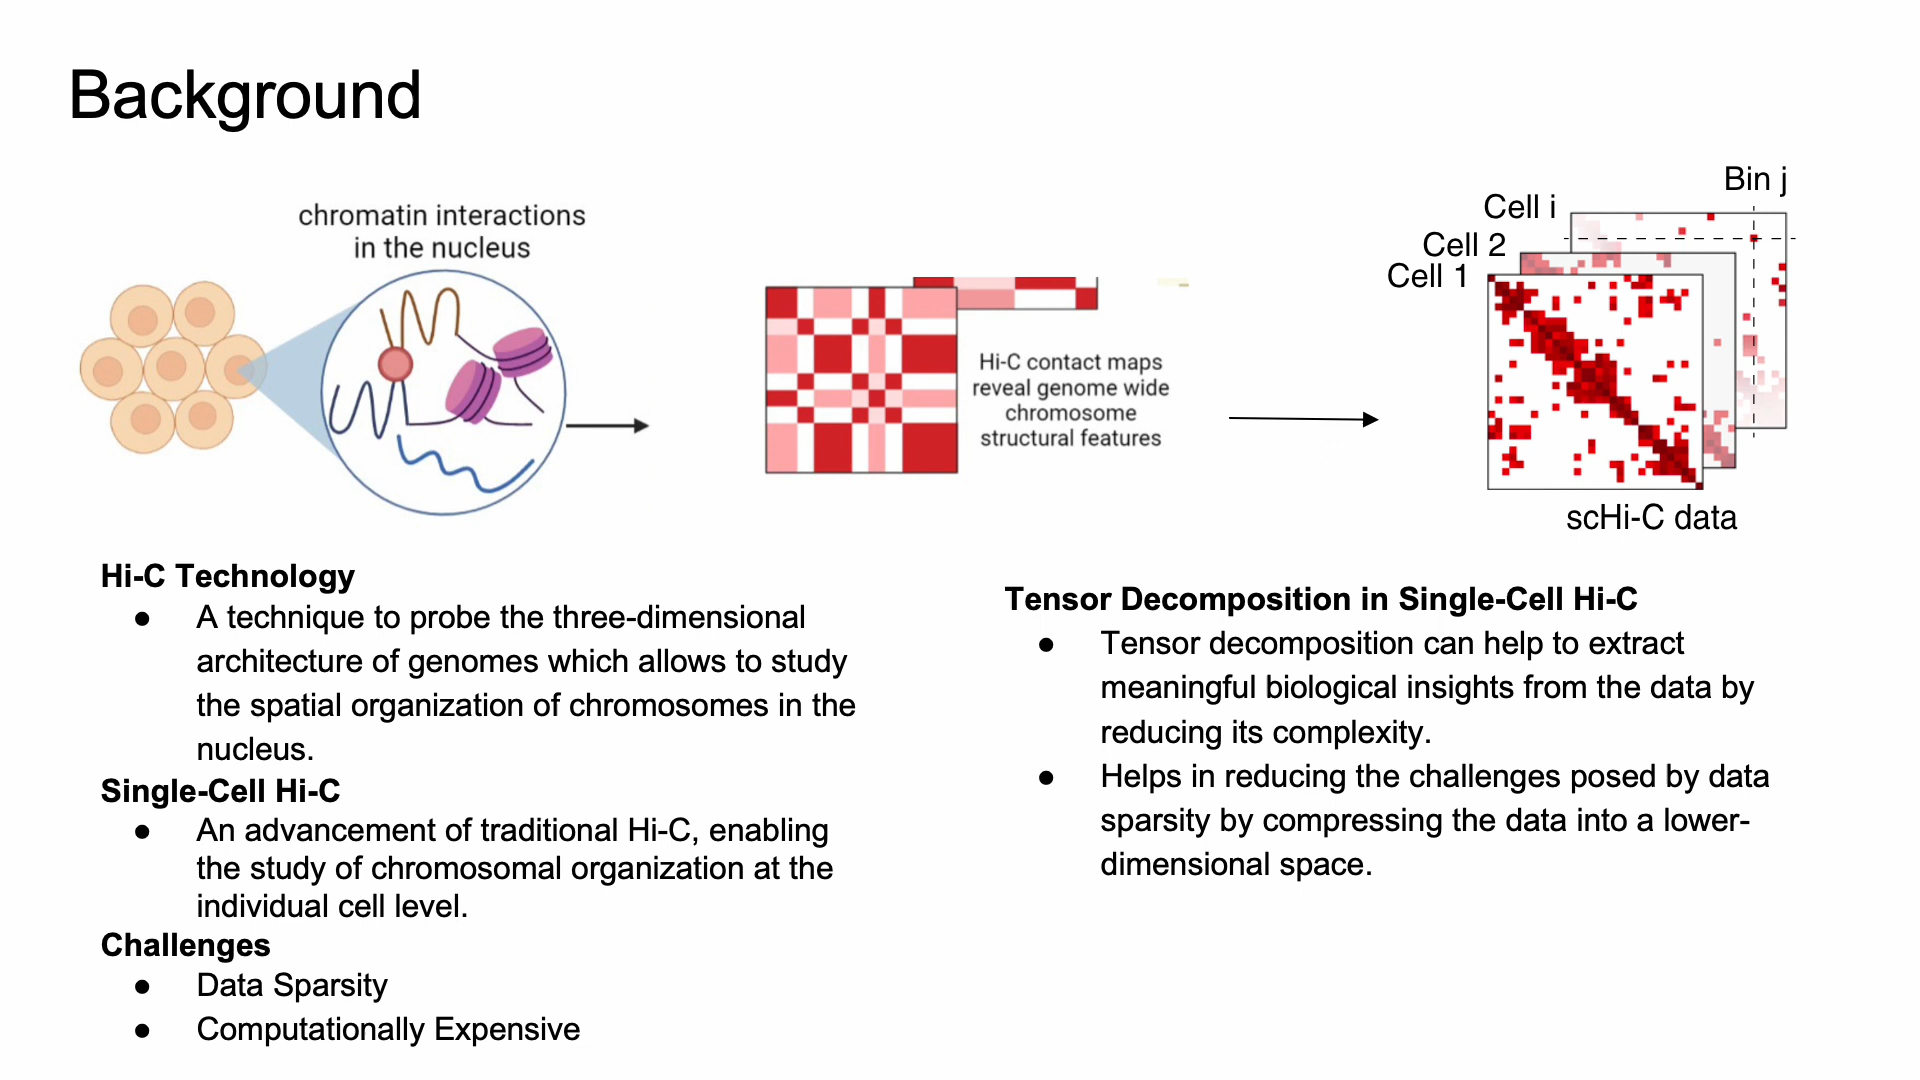 Background
chromatin interactions
in the nucleus
Hi-C contact maps
reveal genome wide
chromosome
structural features
Bin j
Cell i
Cell 2
Cell 1
scHi-C data
Hi-C Technology
● A technique to probe the three-dimensional
architecture of genomes which allows to study
the spatial organization of chromosomes in the
nucleus.
Single-Cell Hi-C
● An advancement of traditional Hi-C, enabling
the study of chromosomal organization at the
individual cell level.
Challenges
● Data Sparsity
● Computationally Expensive
Tensor Decomposition in Single-Cell Hi-C
● Tensor decomposition can help to extract
meaningful biological insights from the data by
reducing its complexity.
● Helps in reducing the challenges posed by data
sparsity by compressing the data into a lower-
dimensional space.